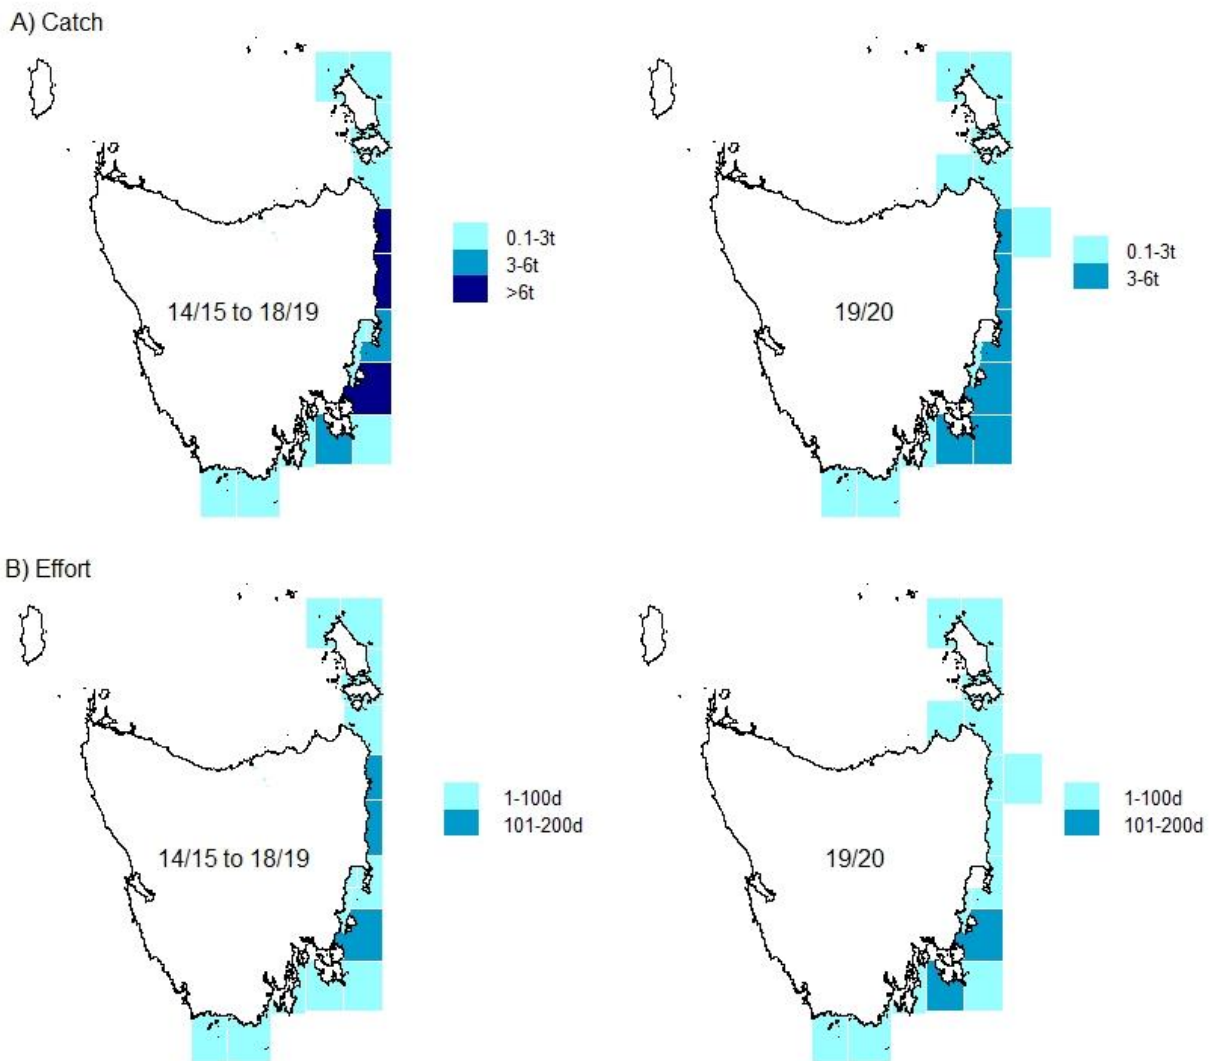 A) Catch
14/15 to 18/19
0.1-3t
3-6t
>6t
19/20
0.1-3t
3-6t
B) Effort
14/15 to 18/19
1-100d
101-200d
19/20
1-100d
101-200d